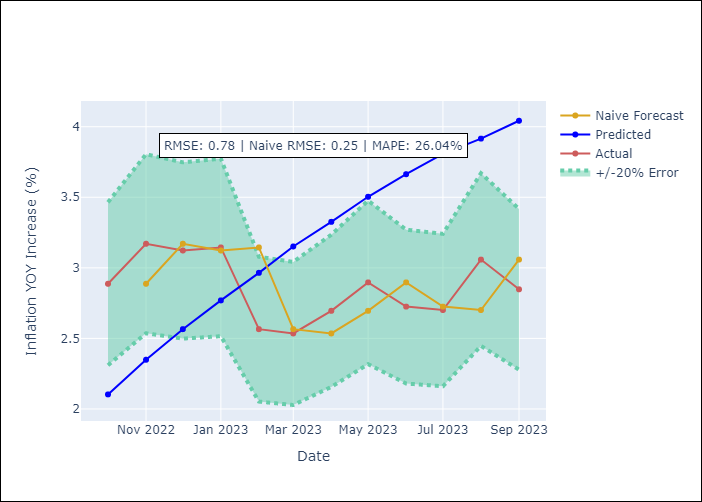 RMSE: 0.78 | Naive RMSE: 0.25 | MAPE: 26.04%
Naive Forecast
Predicted
Actual
+/-20% Error
Inflation YOY Increase (%)
4
3.5
3
2.5
2
Nov 2022
Jan 2023
Mar 2023
May 2023
Jul 2023
Sep 2023
Date